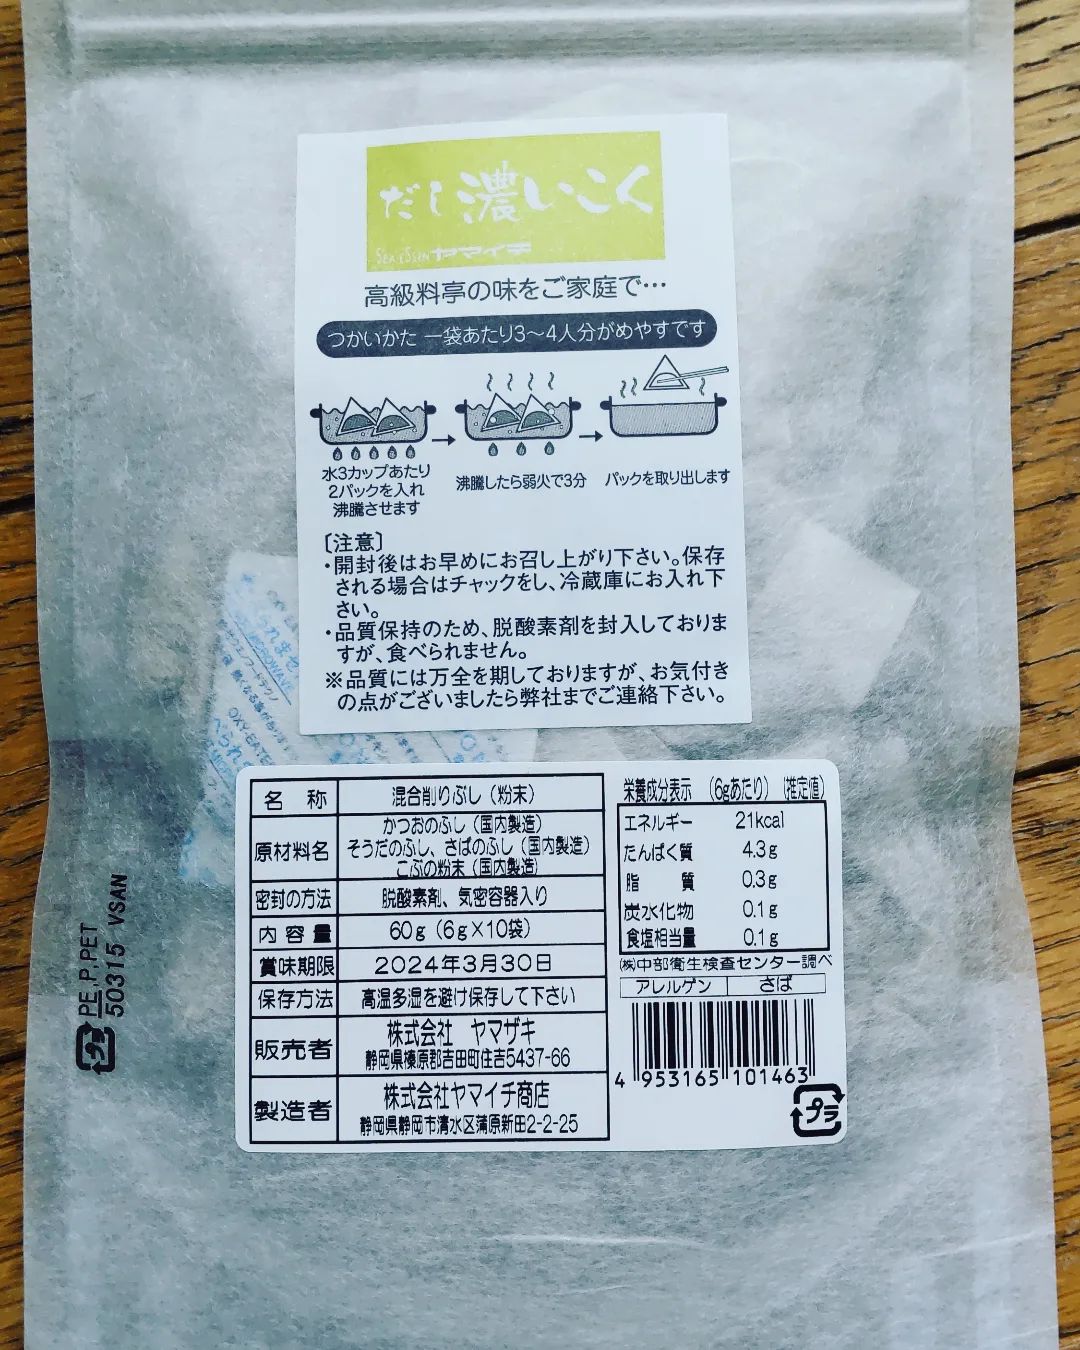 だし濃いこく
ヤマイチ
高級料亭の味をご家庭で…
つかいかた 一袋あたり3〜4人分がめやすです
水3カップあたり
2パックを入れ
沸騰させます
沸騰したら弱火で3分
パックを取り出します
〔注意〕
・開封後はお早めにお召し上がり下さい。保存
される場合はチャックをし、冷蔵庫にお入れ下
さい。
・品質保持のため、脱酸素剤を封入しておりま
すが、食べられません。
※品質には万全を期しておりますが、お気付き
の点がございましたら弊社までご連絡下さい。
名 称 混合削りぶし（粉末）
原材料名 かつおのふし（国内製造）
そうだのふし、さばのふし（国内製造）
こぶの粉末（国内製造）
密封の方法 脱酸素剤、気密容器入り
内容量 60g（6g×10袋）
賞味期限 2024年3月30日
保存方法 高温多湿を避け保存して下さい
販売者 株式会社 ヤマザキ
静岡県榛原郡吉田町住吉5437-66
製造者 株式会社ヤマイチ商店
静岡県静岡市清水区蒲原新田2-2-25
栄養成分表示 （6gあたり）（推定値）
エネルギー 21kcal
たんぱく質 4.3g
脂 質 0.3g
炭水化物 0.1g
食塩相当量 0.1g
㈱中部衛生検査センター調べ
アレルゲン さば
4 953165 101463
プラ
プラ PE,P,PET
50315 VSAN
OXY-EATE